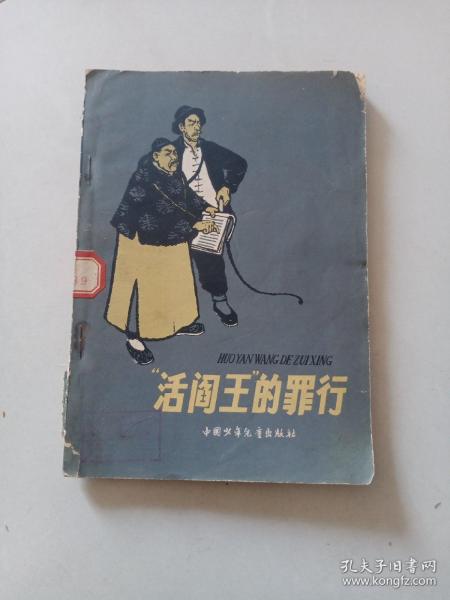 99
HUO YAN WANG DE ZUI XING
“活阎王”的罪行
中国少年儿童出版社
孔夫子旧书网
www.kongfz.com